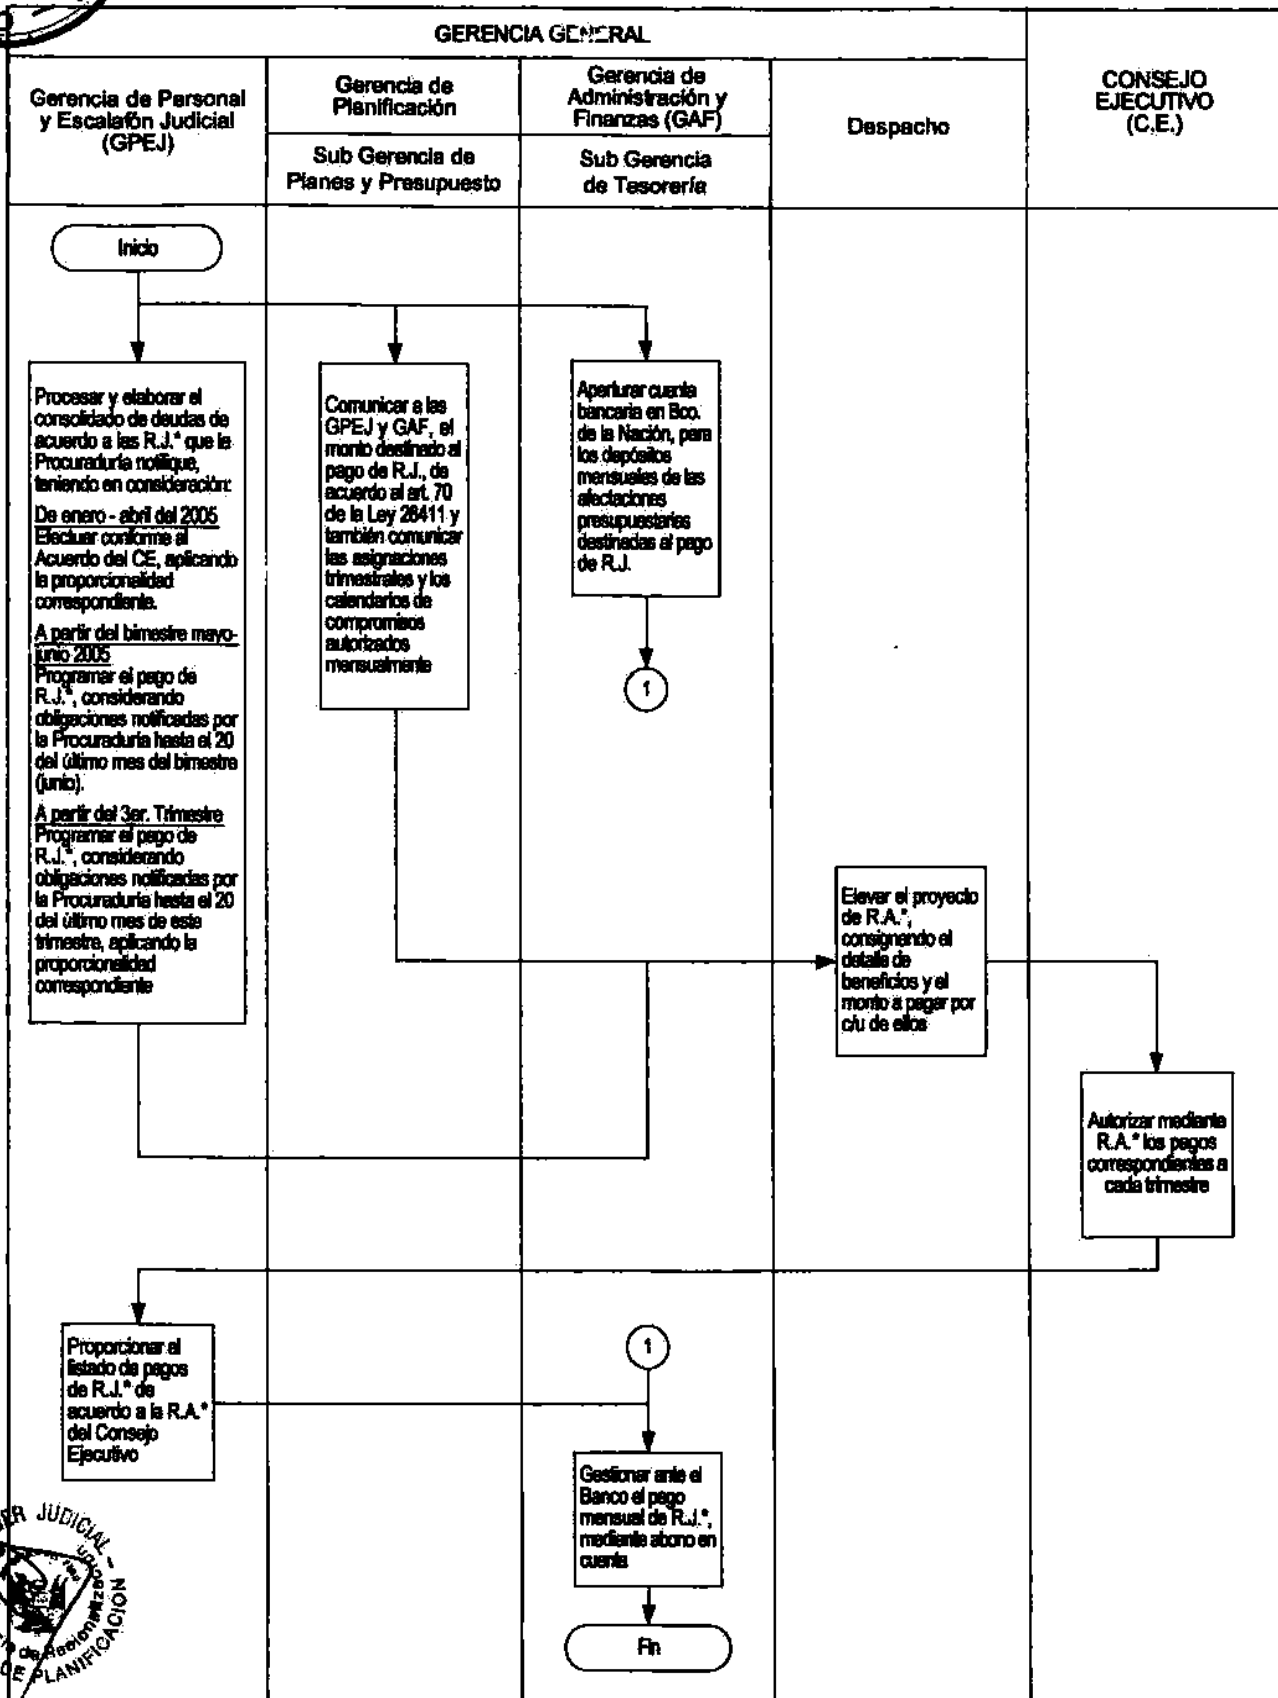 GERENCIA GENERAL
Gerencia de Personal
y Escalafón Judicial
(GPEJ)
Gerencia de
Planificación
Sub Gerencia de
Planes y Presupuesto
Gerencia de
Administración y
Finanzas (GAF)
Sub Gerencia
de Tesorería
Despacho
CONSEJO
EJECUTIVO
(C.E.)
Inicio
Procesar y elaborar el
consolidado de deudas de
acuerdo a las R.J.* que la
Procuraduría notifique,
teniendo en consideración:
De enero - abril del 2005
Efectuar conforme al
Acuerdo del CE, aplicando
la proporcionalidad
correspondiente.
A partir del bimestre mayo-
junio 2005
Programar el pago de
R.J.*, considerando
obligaciones notificadas por
la Procuraduría hasta el 20
del último mes del bimestre
(junio).
A partir del 3er. Trimestre
Programar el pago de
R.J.*, considerando
obligaciones notificadas por
la Procuraduría hasta el 20
del último mes de este
trimestre, aplicando la
proporcionalidad
correspondiente
Comunicar a las
GPEJ y GAF, el
monto destinado al
pago de R.J., de
acuerdo al art. 70
de la Ley 28411 y
también comunicar
las asignaciones
trimestrales y los
calendarios de
compromisos
autorizados
mensualmente
Aperturar cuenta
bancaria en Bco.
de la Nación, para
los depósitos
mensuales de las
afectaciones
presupuestarias
destinadas al pago
de R.J.
1
Elevar el proyecto
de R.A.*,
consignando el
detalle de
beneficios y el
monto a pagar por
c/u de ellos
Autorizar mediante
R.A.* los pagos
correspondientes a
cada trimestre
Proporcionar el
listado de pagos
de R.J.* de
acuerdo a la R.A.*
del Consejo
Ejecutivo
1
Gestionar ante el
Banco el pago
mensual de R.J.*,
mediante abono en
cuenta
Fin
JUDICIAL
DE PLANIFICACION